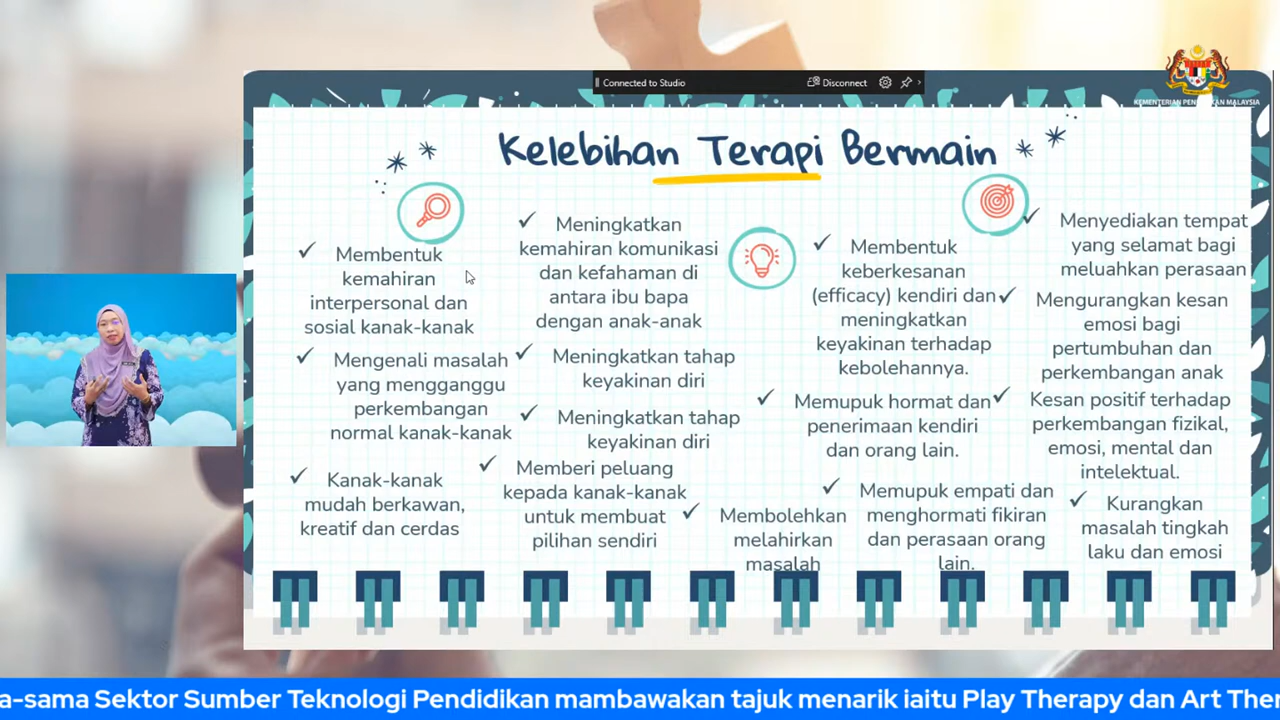 Connected to Studio
Disconnect
KEMENTERIAN PENDIDIKAN MALAYSIA
Kelebihan Terapi Bermain
Membentuk
kemahiran
interpersonal dan
sosial kanak-kanak
Mengenali masalah
yang mengganggu
perkembangan
normal kanak-kanak
Kanak-kanak
mudah berkawan,
kreatif dan cerdas
Meningkatkan
kemahiran komunikasi
dan kefahaman di
antara ibu bapa
dengan anak-anak
Meningkatkan tahap
keyakinan diri
Meningkatkan tahap
keyakinan diri
Memberi peluang
kepada kanak-kanak
untuk membuat
pilihan sendiri
Membolehkan
melahirkan
masalah
Membentuk
keberkesanan
(efficacy) kendiri dan
meningkatkan
keyakinan terhadap
kebolehannya.
Memupuk hormat dan
penerimaan kendiri
dan orang lain.
Memupuk empati dan
menghormati fikiran
dan perasaan orang
lain.
Menyediakan tempat
yang selamat bagi
meluahkan perasaan
Mengurangkan kesan
emosi bagi
pertumbuhan dan
perkembangan anak
Kesan positif terhadap
perkembangan fizikal,
emosi, mental dan
intelektual.
Kurangkan
masalah tingkah
laku dan emosi
a-sama Sektor Sumber Teknologi Pendidikan mambawakan tajuk menarik iaitu Play Therapy dan Art Ther